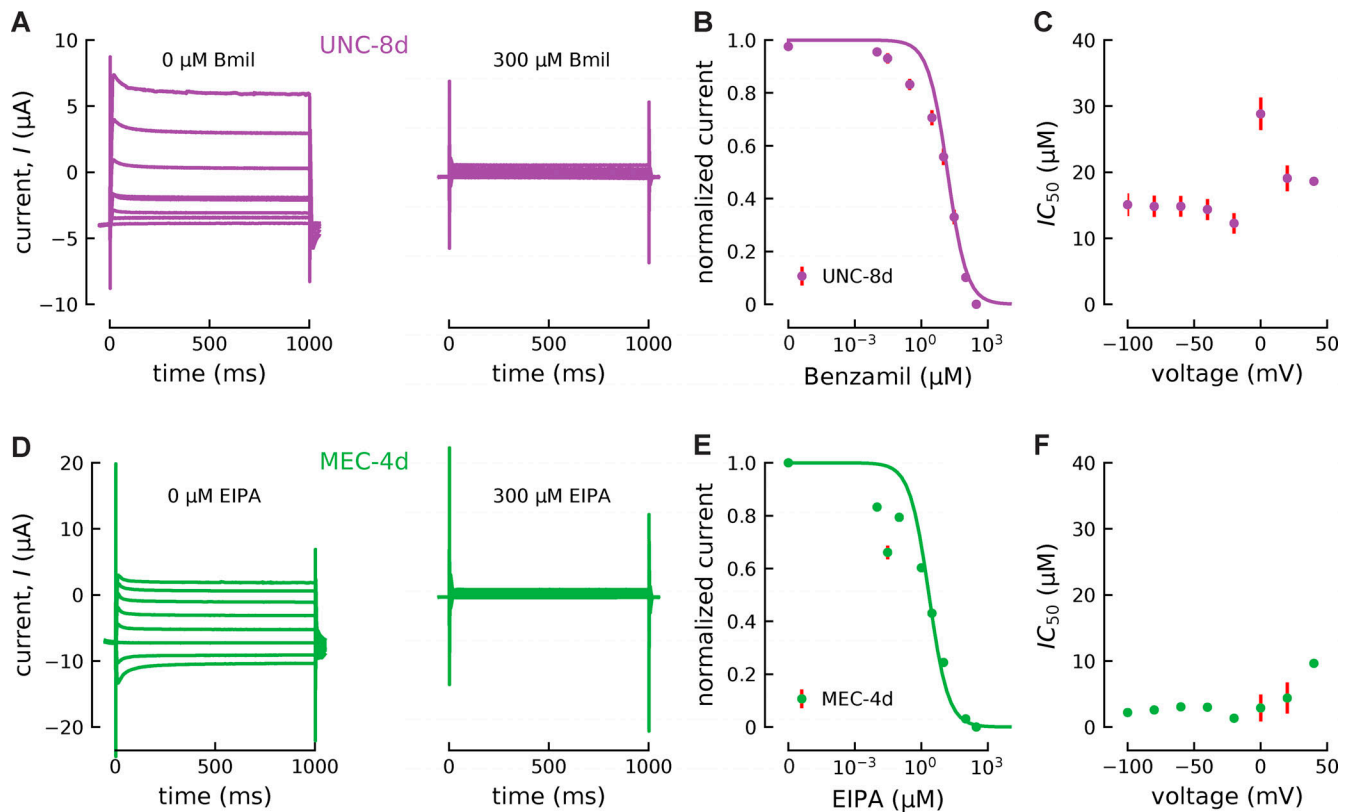 A
UNC-8d
0 µM Bmil
300 µM Bmil
current, I (µA)
10
5
0
−5
−10
0
500
1000
time (ms)
0
500
1000
time (ms)
B
normalized current
1.0
0.8
0.6
0.4
0.2
0
UNC-8d
0
10⁻³
10⁰
10³
Benzamil (µM)
C
IC₅₀ (µM)
40
30
20
10
0
−100
−50
0
50
voltage (mV)
D
MEC-4d
0 µM EIPA
300 µM EIPA
current, I (µA)
20
10
0
−10
−20
0
500
1000
time (ms)
0
500
1000
time (ms)
E
normalized current
1.0
0.8
0.6
0.4
0.2
0
MEC-4d
0
10⁻³
10⁰
10³
EIPA (µM)
F
IC₅₀ (µM)
40
30
20
10
0
−100
−50
0
50
voltage (mV)